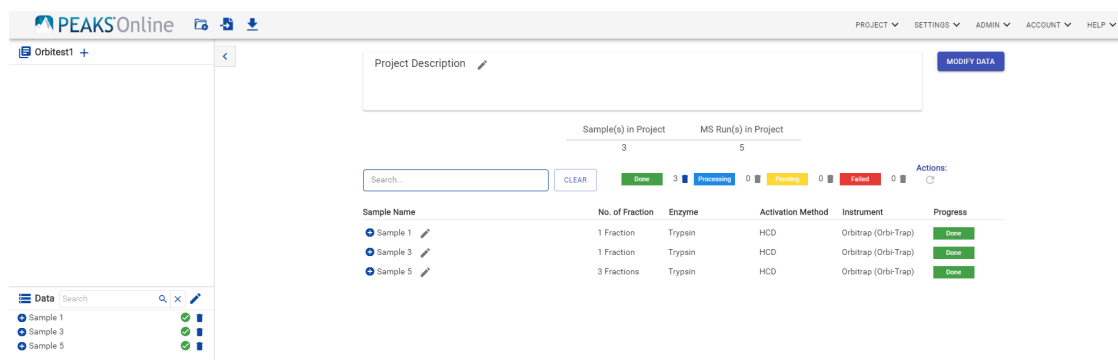 PEAKS Online PROJECT SETTINGS ADMIN ACCOUNT HELP
Orbitest1
Project Description
MODIFY DATA
Sample(s) in Project MS Run(s) in Project
3 5
Actions:
Search... CLEAR Done 3 Processing 0 Pending 0 Failed 0
Sample Name No. of Fraction Enzyme Activation Method Instrument Progress
Sample 1 1 Fraction Trypsin HCD Orbitrap (Orbi-Trap) Done
Sample 3 1 Fraction Trypsin HCD Orbitrap (Orbi-Trap) Done
Sample 5 3 Fractions Trypsin HCD Orbitrap (Orbi-Trap) Done
Data Search
Sample 1
Sample 3
Sample 5